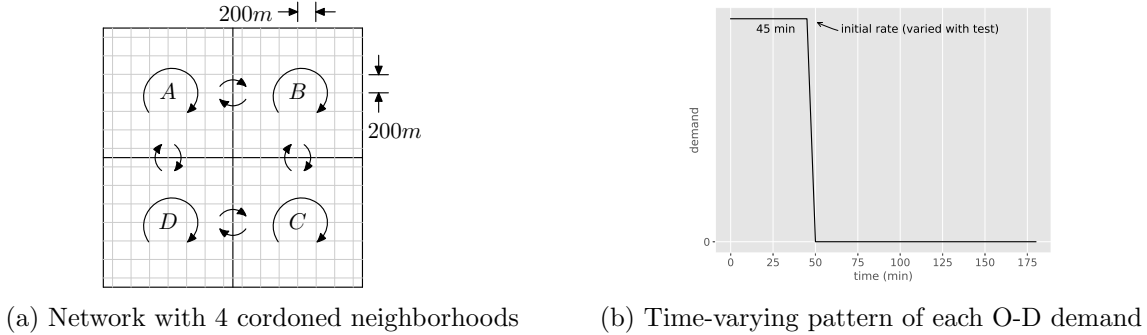 200m
A
B
200m
D
C
(a) Network with 4 cordoned neighborhoods
45 min
initial rate (varied with test)
demand
0
0 25 50 75 100 125 150 175
time (min)
(b) Time-varying pattern of each O-D demand